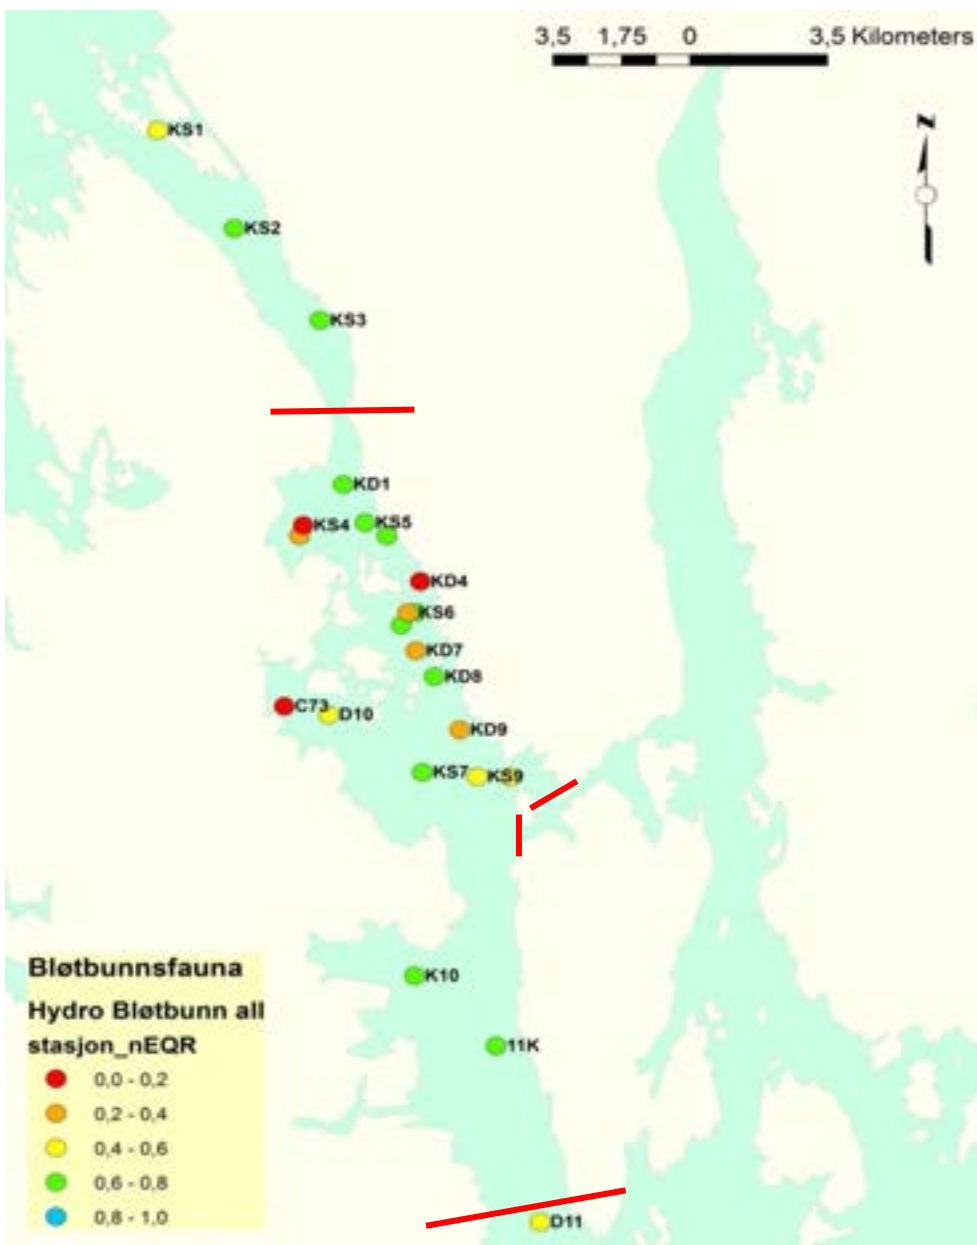 3,5 1,75 0 3,5 Kilometers
KS1
z
KS2
KS3
KD1
KS4
KS5
KD4
KS6
KD7
KD8
C73
D10
KD9
KS7
KS9
K10
11K
D11
Bløtbunnsfauna
Hydro Bløtbunn all
stasjon_nEQR
0,0 - 0,2
0,2 - 0,4
0,4 - 0,6
0,6 - 0,8
0,8 - 1,0